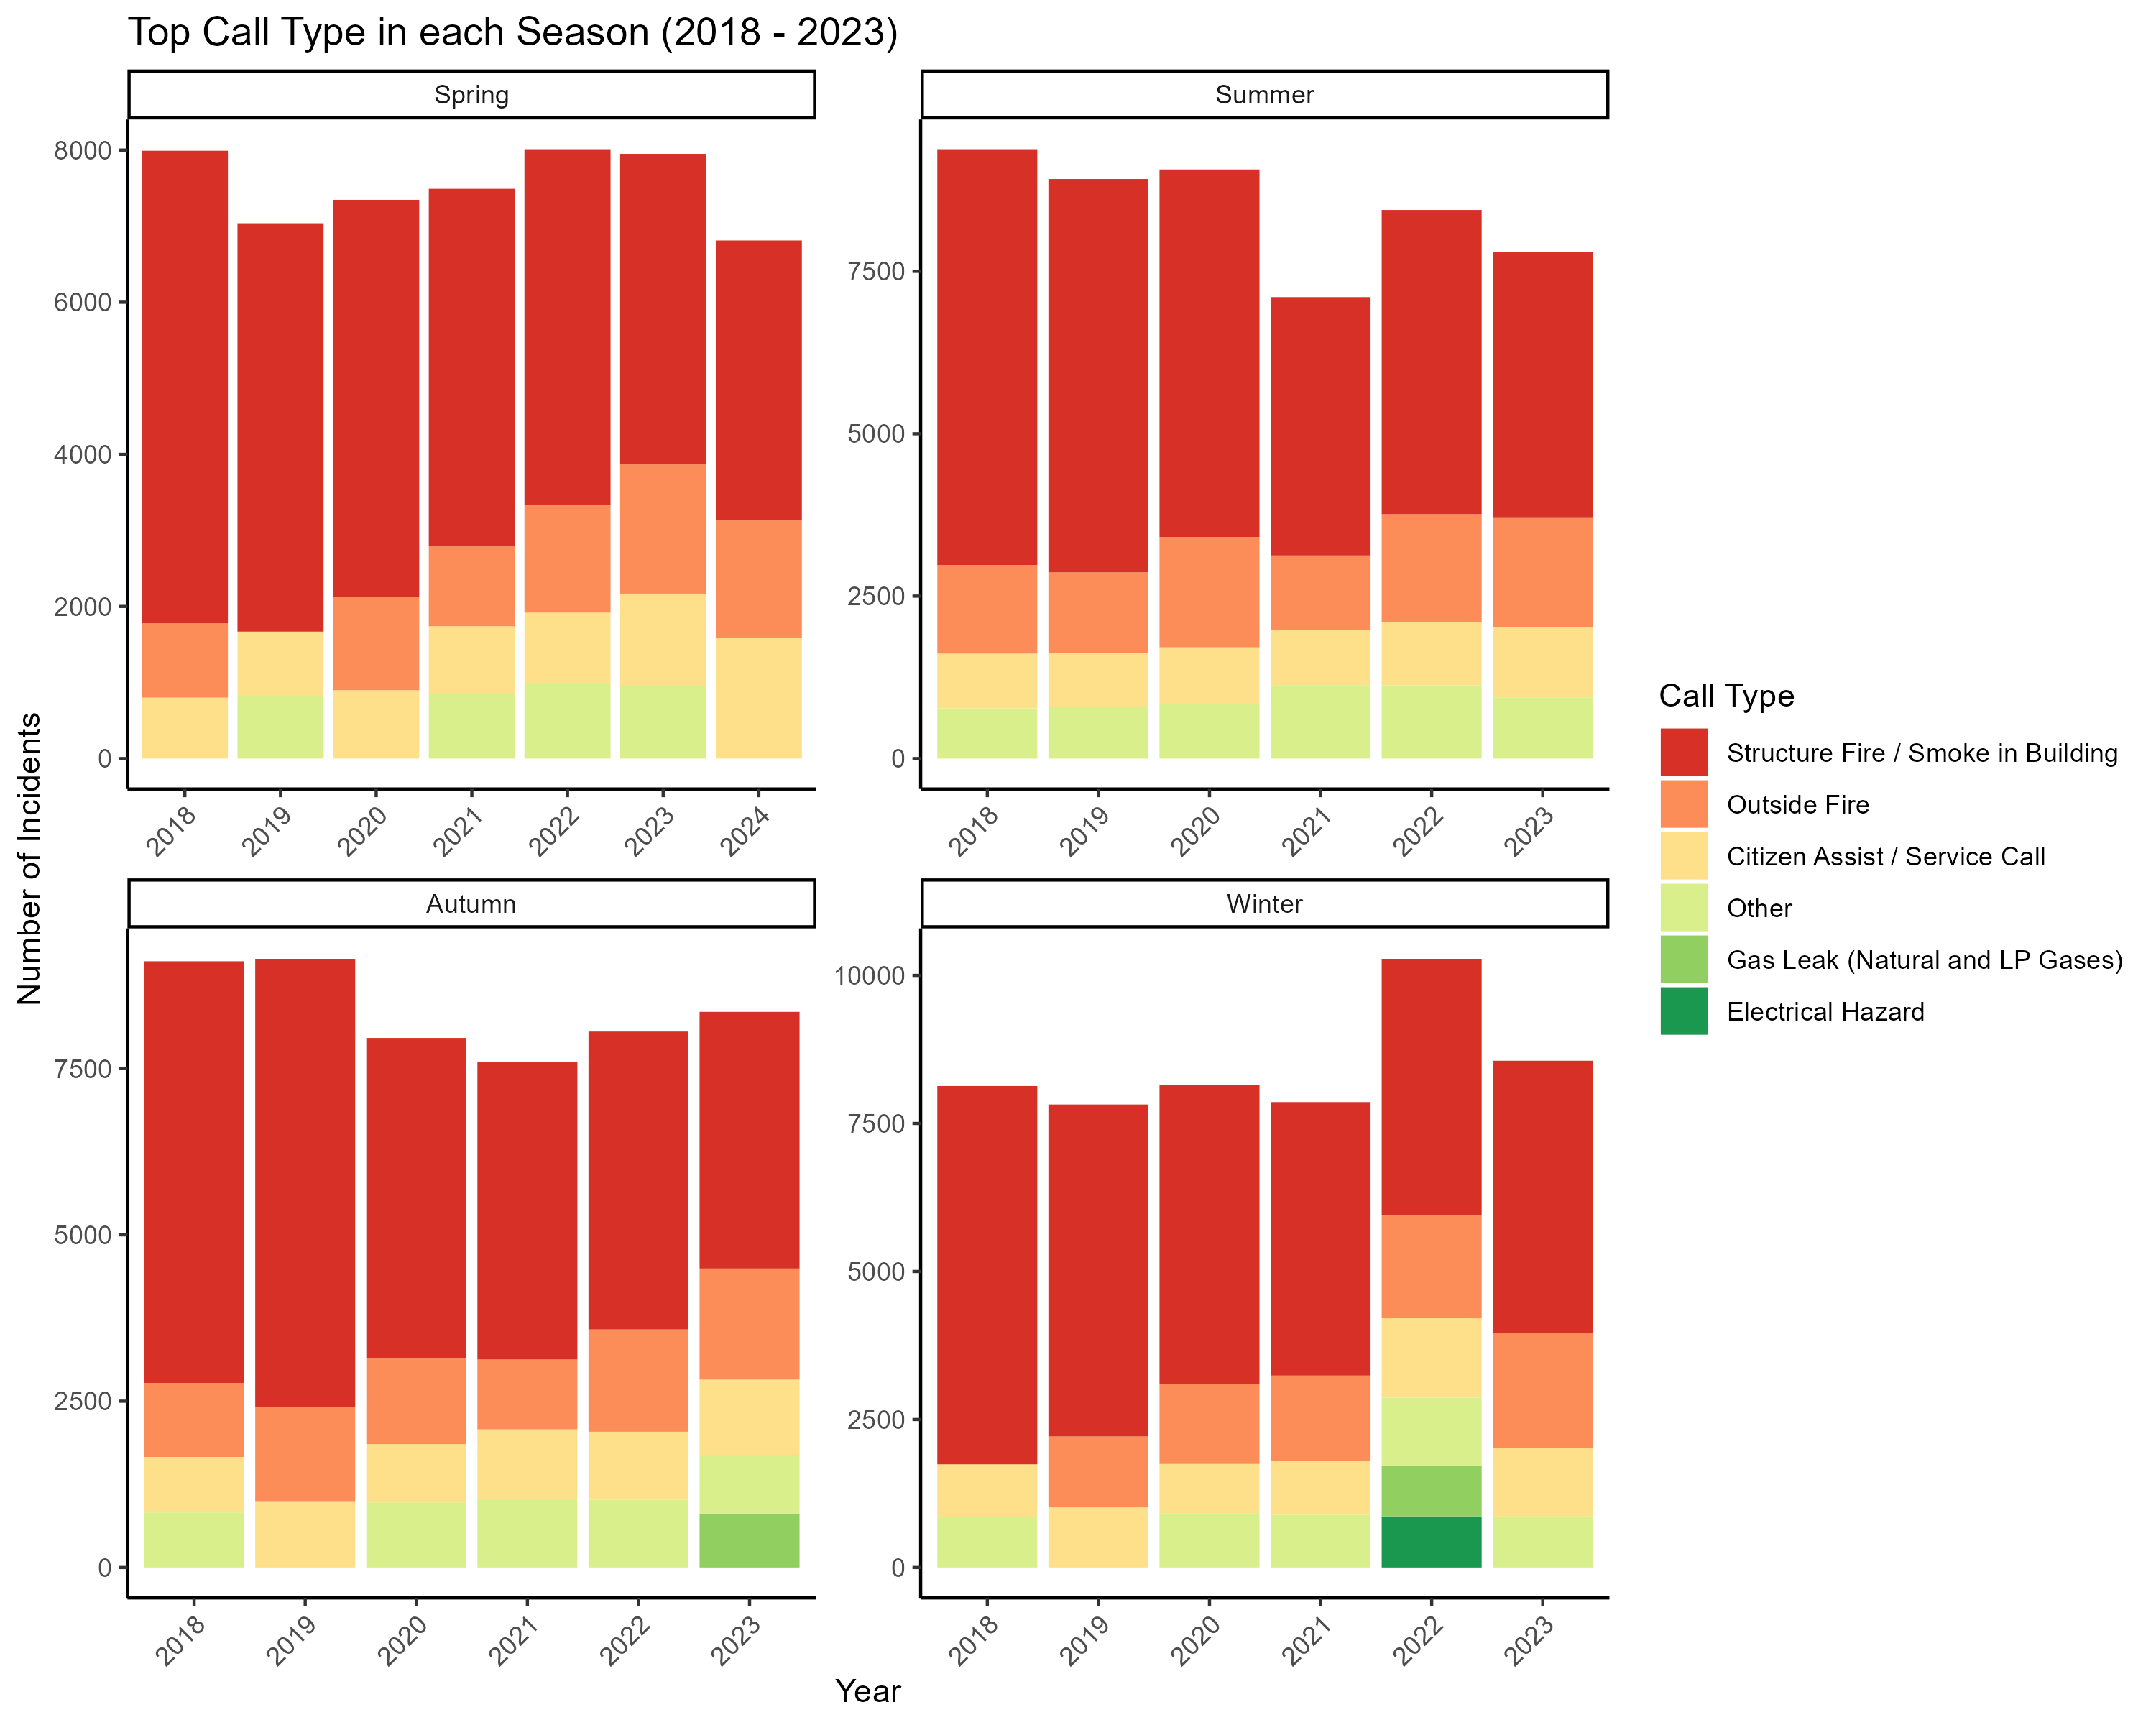 Top Call Type in each Season (2018 - 2023)
Spring
Summer
8000
6000
4000
2000
0
7500
5000
2500
0
2018 2019 2020 2021 2022 2023 2024
2018 2019 2020 2021 2022 2023
Autumn
Winter
7500
5000
2500
0
10000
7500
5000
2500
0
2018 2019 2020 2021 2022 2023
2018 2019 2020 2021 2022 2023
Number of Incidents
Year
Call Type
Structure Fire / Smoke in Building
Outside Fire
Citizen Assist / Service Call
Other
Gas Leak (Natural and LP Gases)
Electrical Hazard